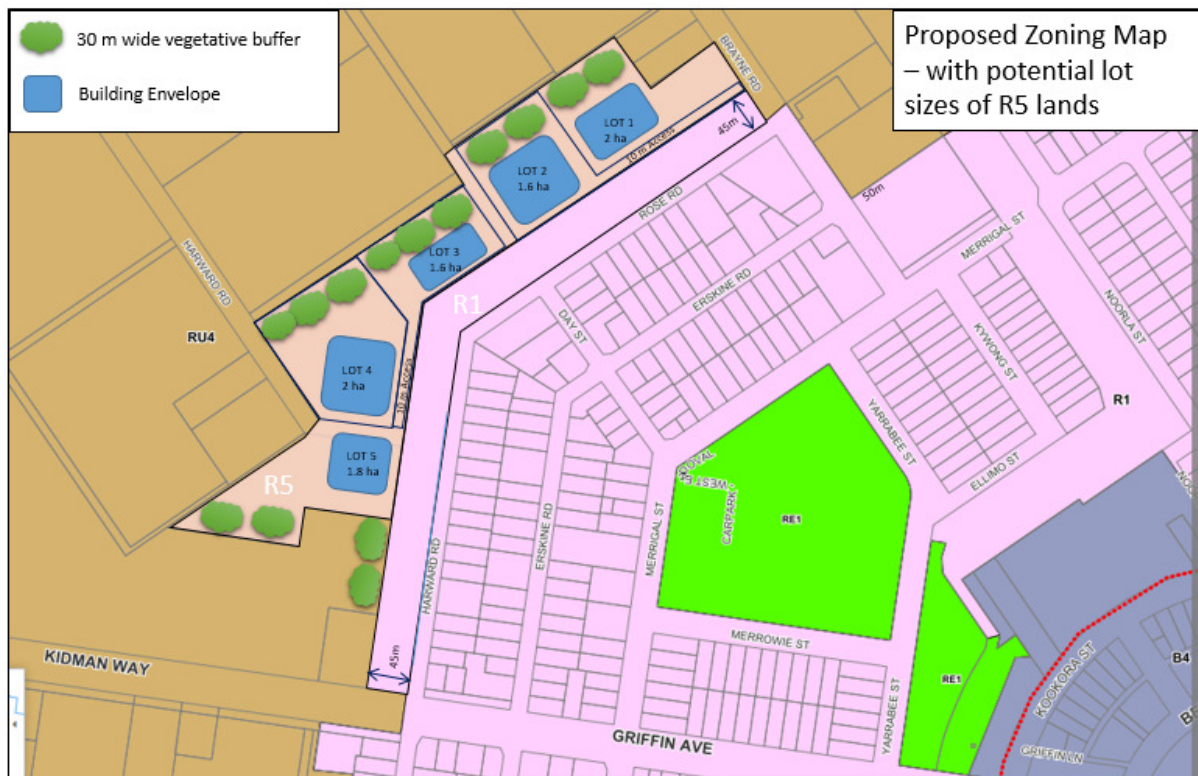 30 m wide vegetative buffer
Building Envelope
Proposed Zoning Map
– with potential lot
sizes of R5 lands
BRAYNE RD
LOT 1
2 ha
45m
10 m Access
LOT 2
1.6 ha
50m
ROSE RD
MERRIGAL ST
HARWARD RD
LOT 3
1.6 ha
R1
ERSKINE RD
NOORLA ST
DAY ST
KYWONG ST
RU4
LOT 4
2 ha
10 m Access
YARRABEE ST
R1
LOT 5
1.8 ha
ELLIMO ST
R5
OVAL
WEST E
CARPARK
RE1
HARWARD RD
ERSKINE RD
MERRIGAL ST
MERROWIE ST
KIDMAN WAY
45m
RE1
KOOKORA ST
B4
YARRABEE ST
GRIFFIN AVE
GRIFFIN LN